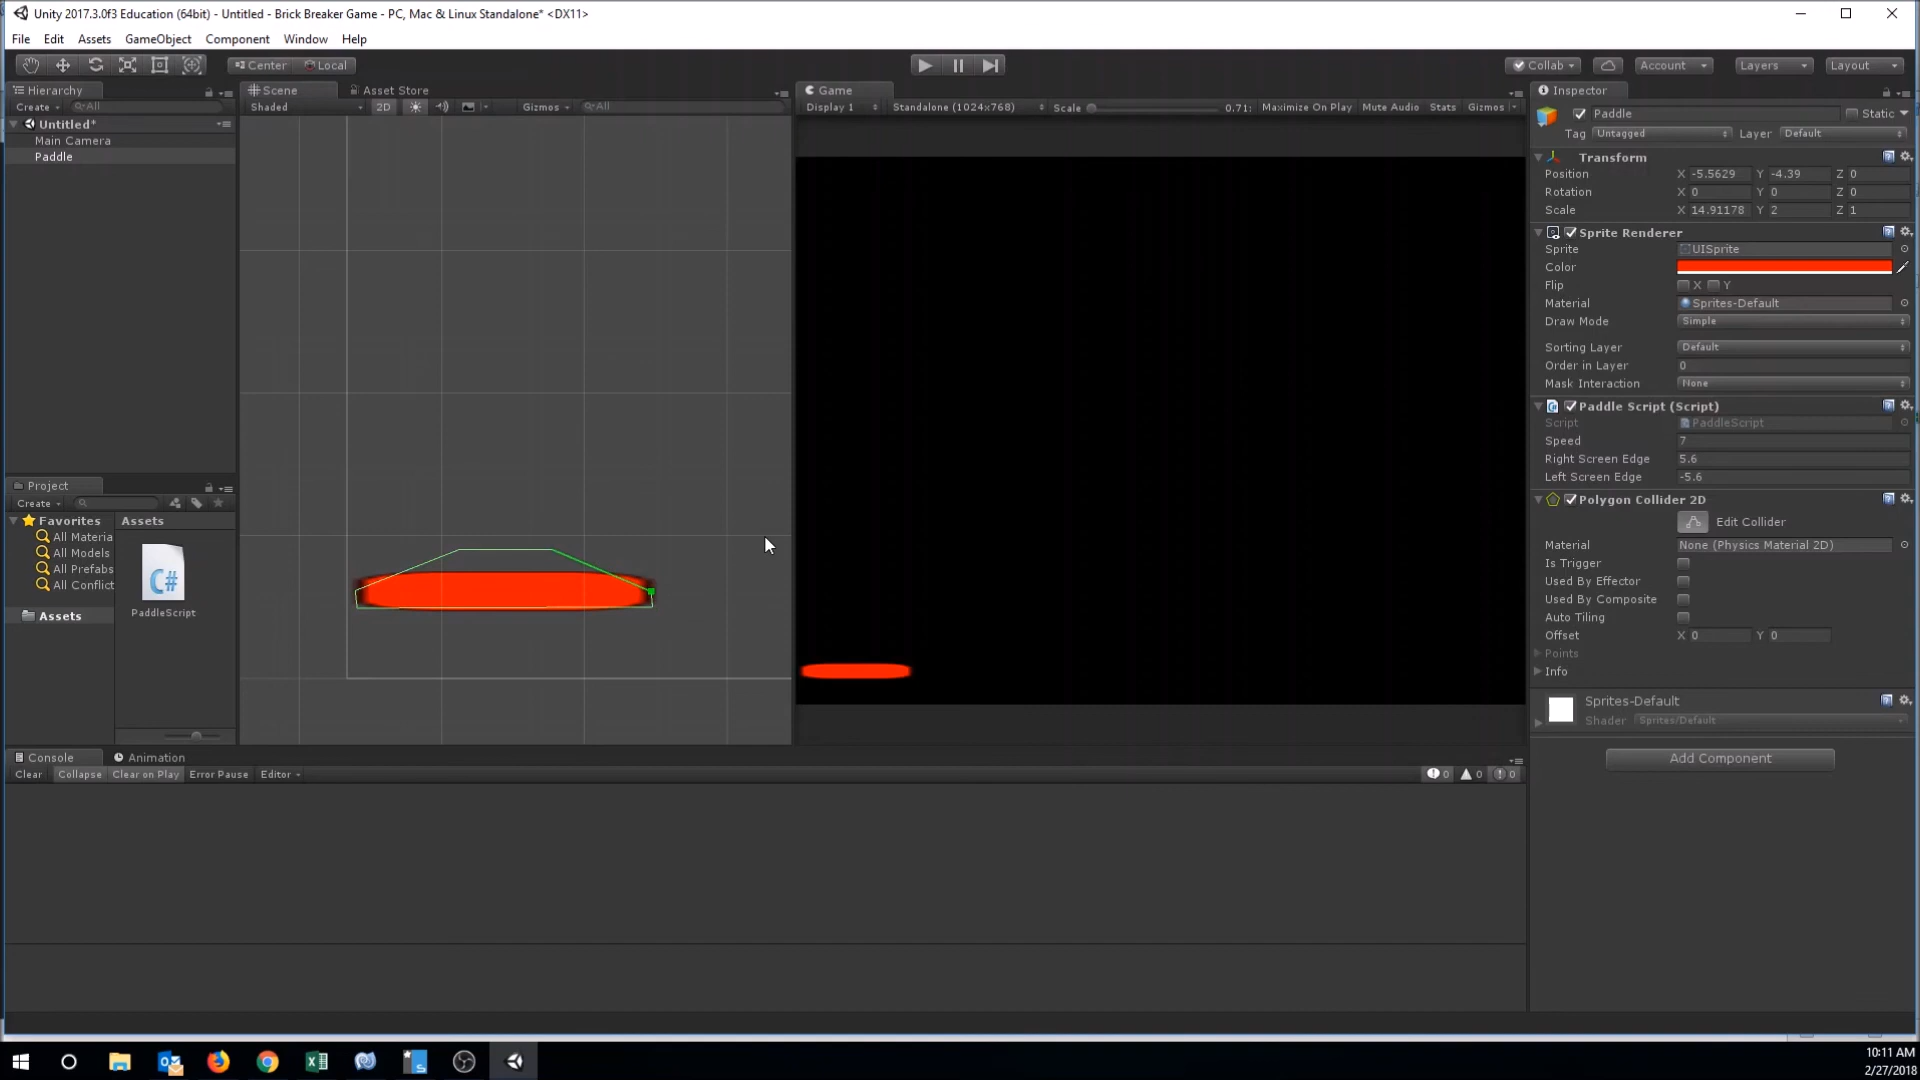 Unity 2017.3.0f3 Education (64bit) - Untitled - Brick Breaker Game - PC, Mac & Linux Standalone* <DX11>
File Edit Assets GameObject Component Window Help
Center Local Collab Account Layers Layout
Hierarchy
Create All
Untitled*
Main Camera
Paddle
Scene Asset Store
Shaded 2D Gizmos All
Game
Display 1 Standalone (1024x768) Scale 0.71: Maximize On Play Mute Audio Stats Gizmos
Inspector
Paddle Static
Tag Untagged Layer Default
Transform
Position X -5.5629 Y -4.39 Z 0
Rotation X 0 Y 0 Z 0
Scale X 14.91178 Y 2 Z 1
Sprite Renderer
Sprite UISprite
Color
Flip X Y
Material Sprites-Default
Draw Mode Simple
Sorting Layer Default
Order in Layer 0
Mask Interaction None
Paddle Script (Script)
Script PaddleScript
Speed 7
Right Screen Edge 5.6
Left Screen Edge -5.6
Polygon Collider 2D
Edit Collider
Material None (Physics Material 2D)
Is Trigger
Used By Effector
Used By Composite
Auto Tiling
Offset X 0 Y 0
Points
Info
Sprites-Default
Shader Sprites/Default
Add Component
Project
Create
Favorites
All Materia
All Models
All Prefabs
All Conflict
Assets
Assets
C#
PaddleScript
Console Animation
Clear Collapse Clear on Play Error Pause Editor 0 0 0
10:11 AM
2/27/2018